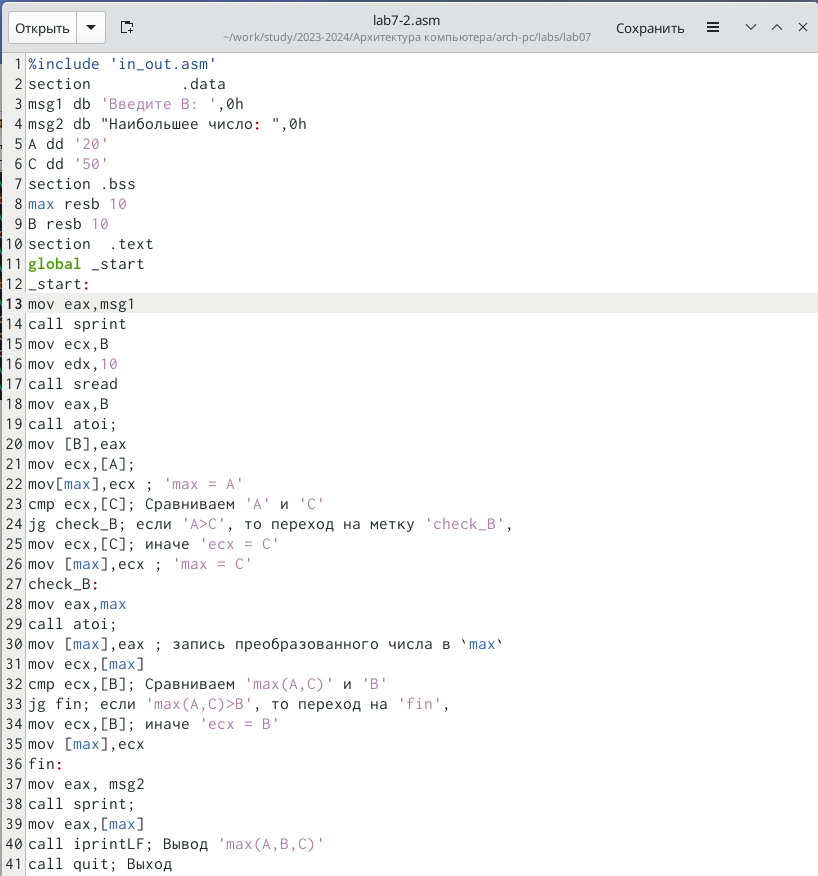 Открыть
lab7-2.asm
~/work/study/2023-2024/Архитектура компьютера/arch-pc/labs/lab07
Сохранить
1 %include 'in_out.asm'
2 section          .data
3 msg1 db 'Введите B: ',0h
4 msg2 db "Наибольшее число: ",0h
5 A dd '20'
6 C dd '50'
7 section .bss
8 max resb 10
9 B resb 10
10 section  .text
11 global _start
12 _start:
13 mov eax,msg1
14 call sprint
15 mov ecx,B
16 mov edx,10
17 call sread
18 mov eax,B
19 call atoi;
20 mov [B],eax
21 mov ecx,[A];
22 mov[max],ecx ; 'max = A'
23 cmp ecx,[C]; Сравниваем 'A' и 'C'
24 jg check_B; если 'A>C', то переход на метку 'check_B',
25 mov ecx,[C]; иначе 'ecx = C'
26 mov [max],ecx ; 'max = C'
27 check_B:
28 mov eax,max
29 call atoi;
30 mov [max],eax ; запись преобразованного числа в `max`
31 mov ecx,[max]
32 cmp ecx,[B]; Сравниваем 'max(A,C)' и 'B'
33 jg fin; если 'max(A,C)>B', то переход на 'fin',
34 mov ecx,[B]; иначе 'ecx = B'
35 mov [max],ecx
36 fin:
37 mov eax, msg2
38 call sprint;
39 mov eax,[max]
40 call iprintLF; Вывод 'max(A,B,C)'
41 call quit; Выход